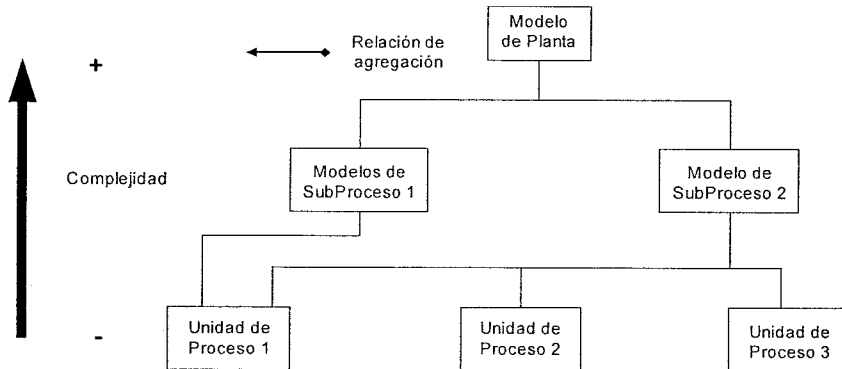 Modelo
de Planta
+
Relación de
agregación
Complejidad
Modelos de
SubProceso 1
Modelo de
SubProceso 2
-
Unidad de
Proceso 1
Unidad de
Proceso 2
Unidad de
Proceso 3